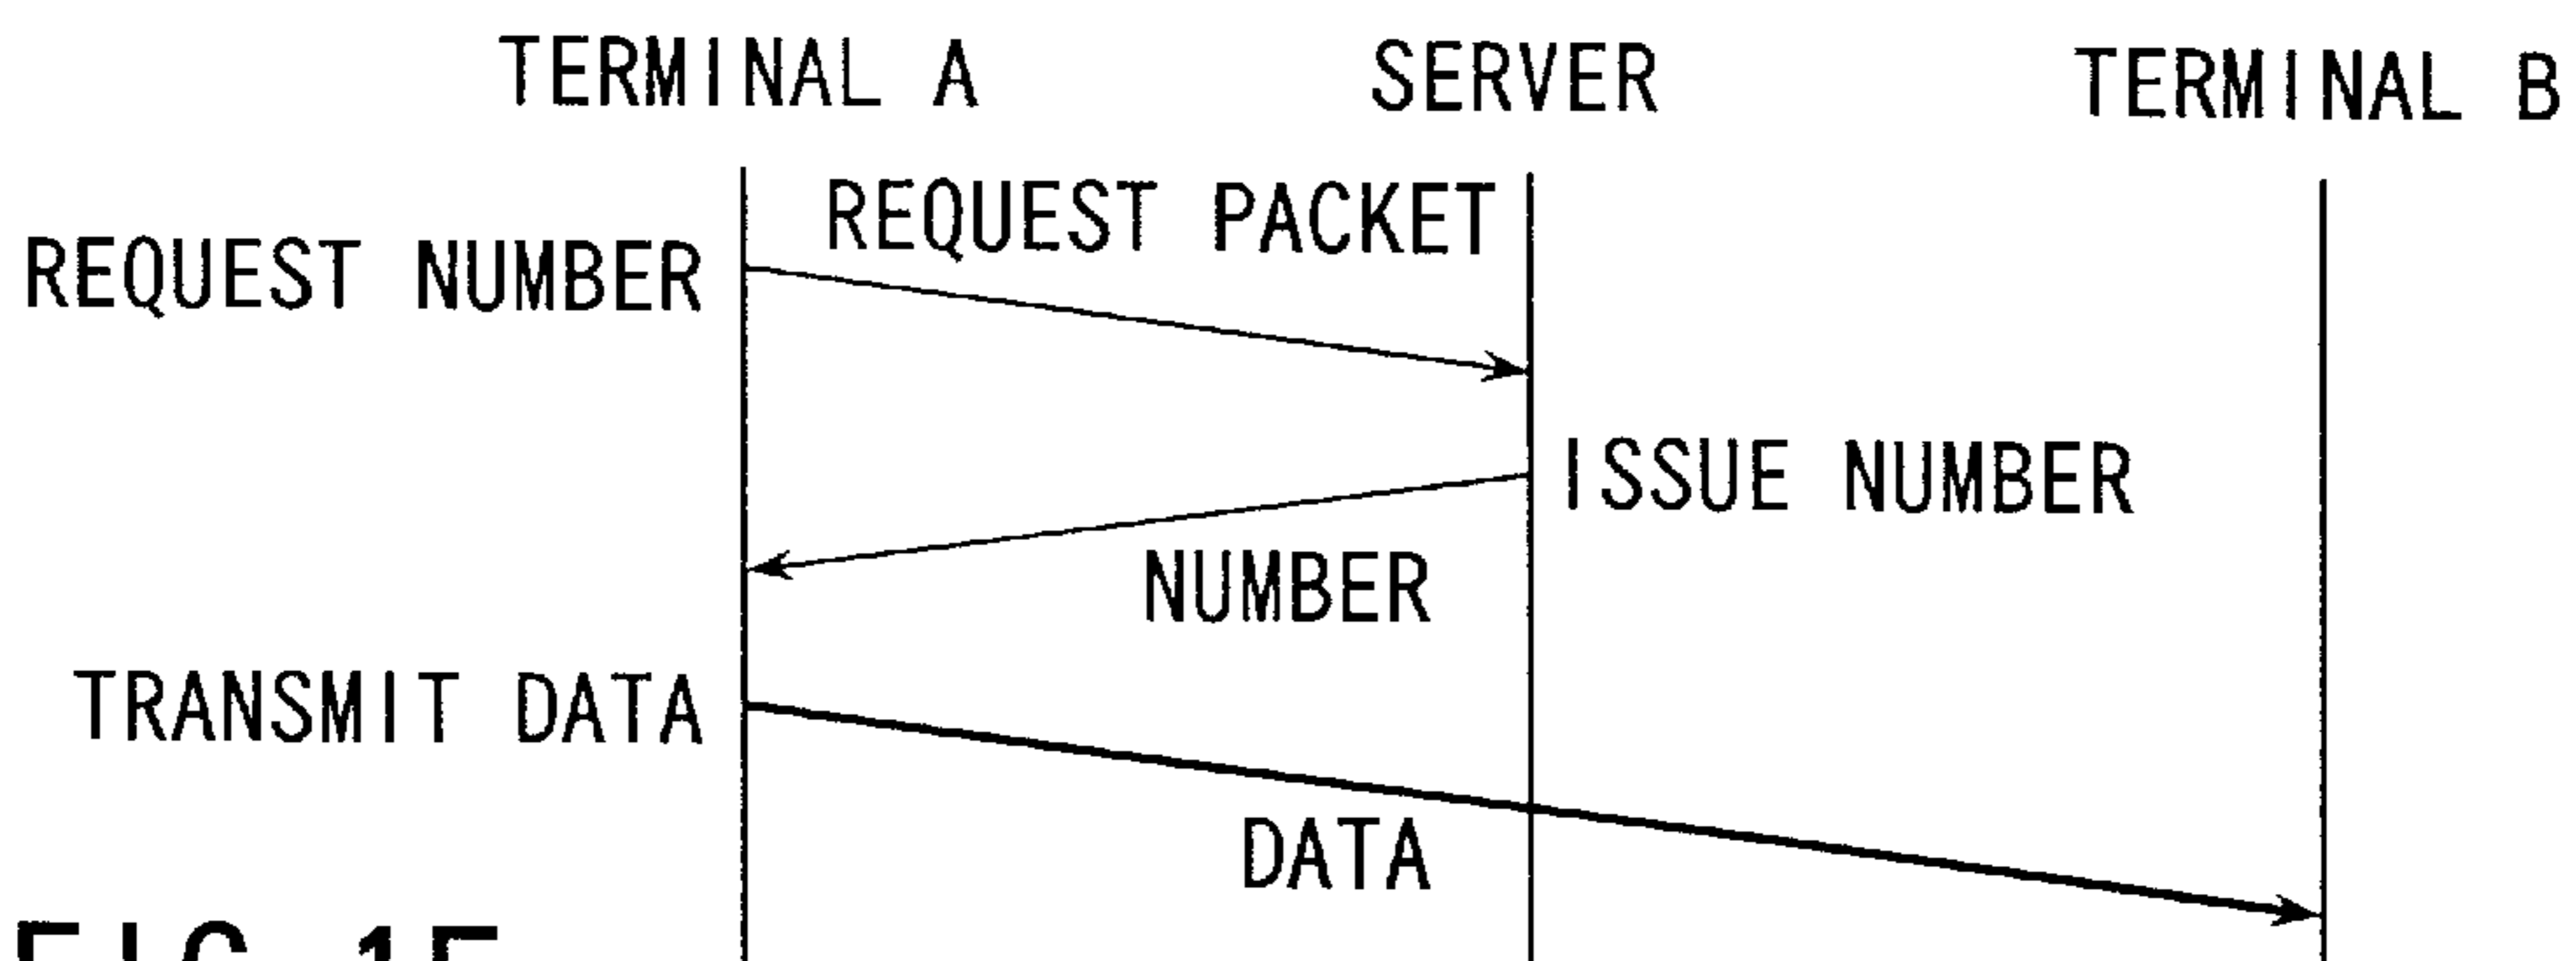 TERMINAL A SERVER TERMINAL B
REQUEST PACKET
REQUEST NUMBER
ISSUE NUMBER
NUMBER
TRANSMIT DATA
DATA